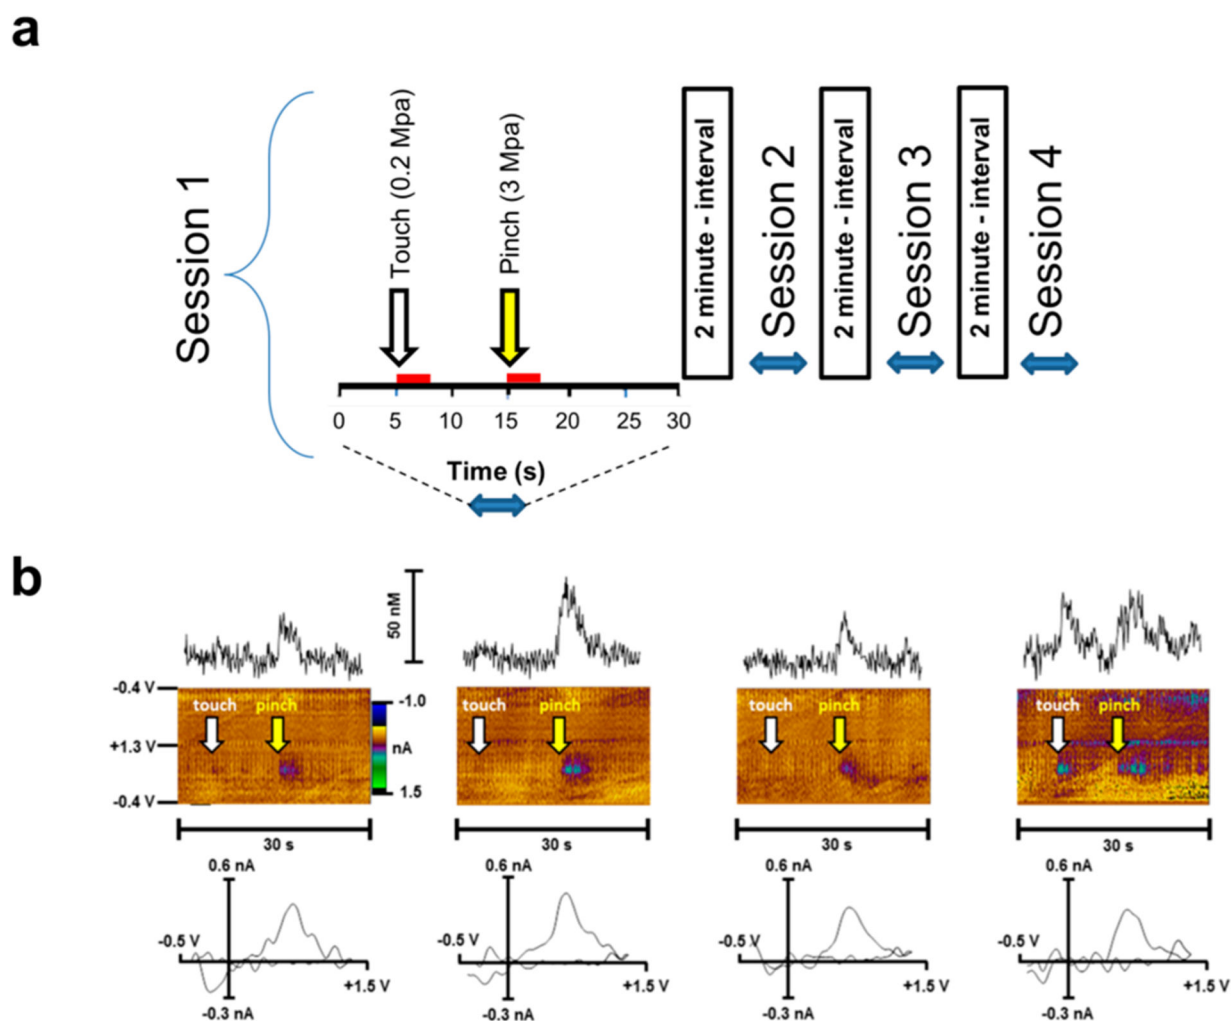 a
Session 1
Touch (0.2 Mpa)
Pinch (3 Mpa)
2 minute - interval
Session 2
2 minute - interval
Session 3
2 minute - interval
Session 4
0 5 10 15 20 25 30
Time (s)
b
50 nM
-0.4 V
+1.3 V
-0.4 V
touch pinch
-1.0
nA
1.5
touch pinch
touch pinch
touch pinch
30 s
30 s
30 s
30 s
0.6 nA
-0.5 V
+1.5 V
-0.3 nA
0.6 nA
-0.5 V
+1.5 V
-0.3 nA
0.6 nA
-0.5 V
+1.5 V
-0.3 nA
0.6 nA
-0.5 V
+1.5 V
-0.3 nA